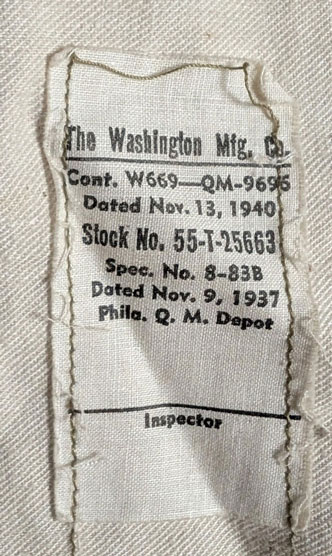 The Washington Mfg. Co.
Cont. W669—QM-9696
Dated Nov. 13, 1940
Stock No. 55-T-25663
Spec. No. 8-83B
Dated Nov. 9, 1937
Phila. Q. M. Depot
Inspector